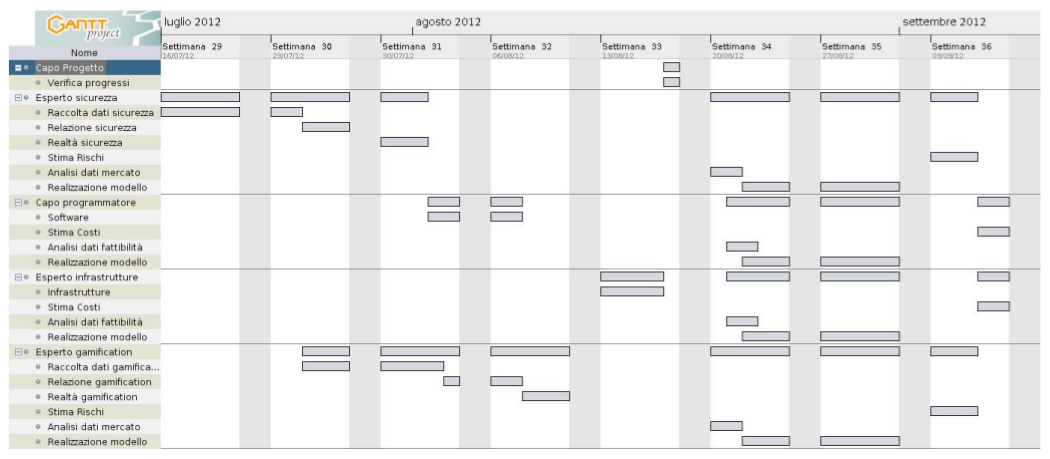 GANTT project
luglio 2012 agosto 2012 settembre 2012
Nome
Settimana 29 Settimana 30 Settimana 31 Settimana 32 Settimana 33 Settimana 34 Settimana 35 Settimana 36
16/07/12 23/07/12 30/07/12 06/08/12 13/08/12 20/08/12 27/08/12 03/09/12
Capo Progetto
Verifica progressi
Esperto sicurezza
Raccolta dati sicurezza
Relazione sicurezza
Realtà sicurezza
Stima Rischi
Analisi dati mercato
Realizzazione modello
Capo programmatore
Software
Stima Costi
Analisi dati fattibilità
Realizzazione modello
Esperto infrastrutture
Infrastrutture
Stima Costi
Analisi dati fattibilità
Realizzazione modello
Esperto gamification
Raccolta dati gamifica...
Relazione gamification
Realtà gamification
Stima Rischi
Analisi dati mercato
Realizzazione modello